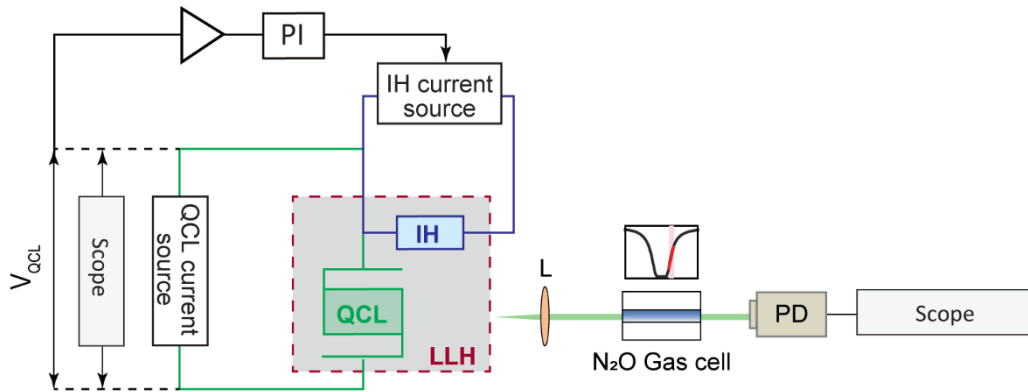 PI
IH current
source
V_QCL
Scope
QCL current
source
IH
QCL
LLH
L
N₂O Gas cell
PD
Scope